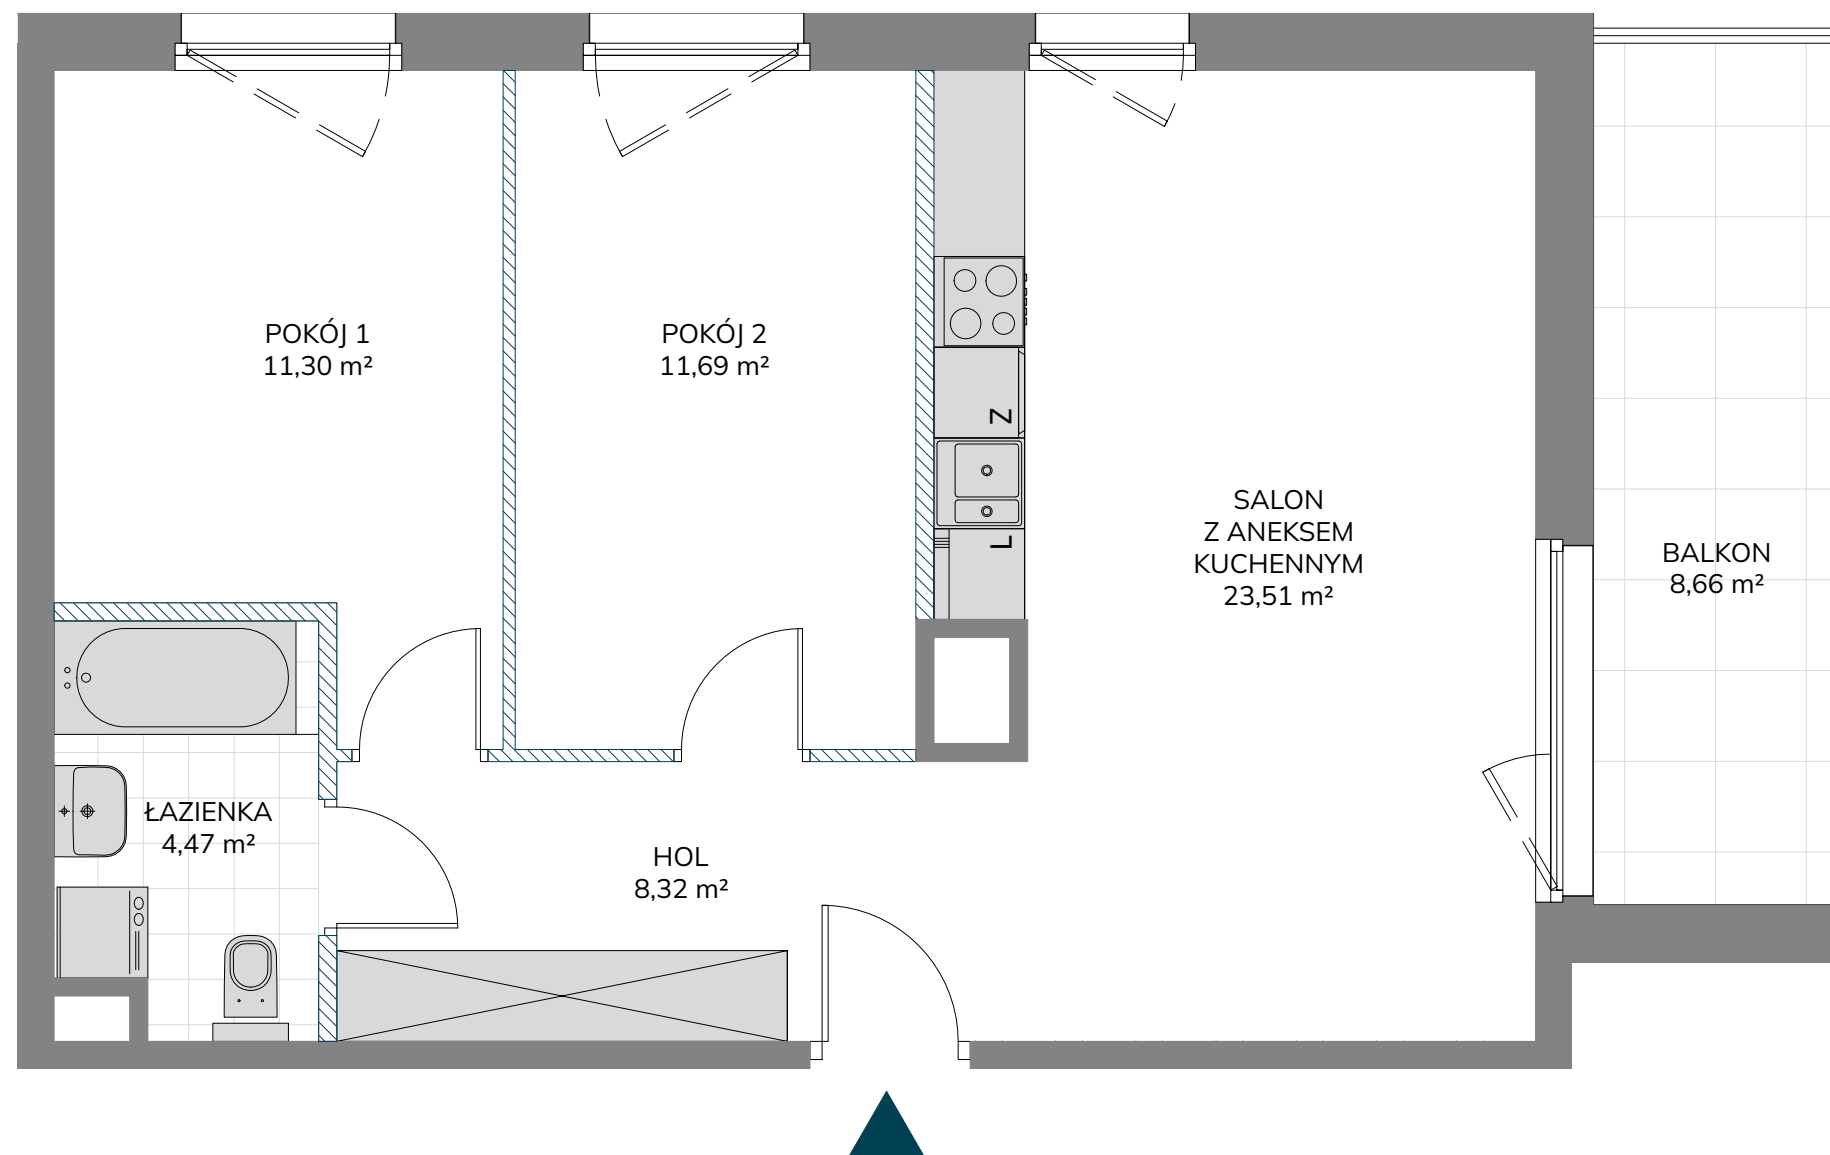 POKÓJ 1
11,30 m²
POKÓJ 2
11,69 m²
Z
L
SALON
Z ANEKSEM
KUCHENNYM
23,51 m²
BALKON
8,66 m²
ŁAZIENKA
4,47 m²
HOL
8,32 m²